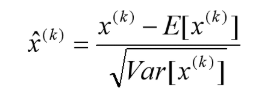 x̂^(k) = (x^(k) − E[x^(k)]) / √(Var[x^(k)])